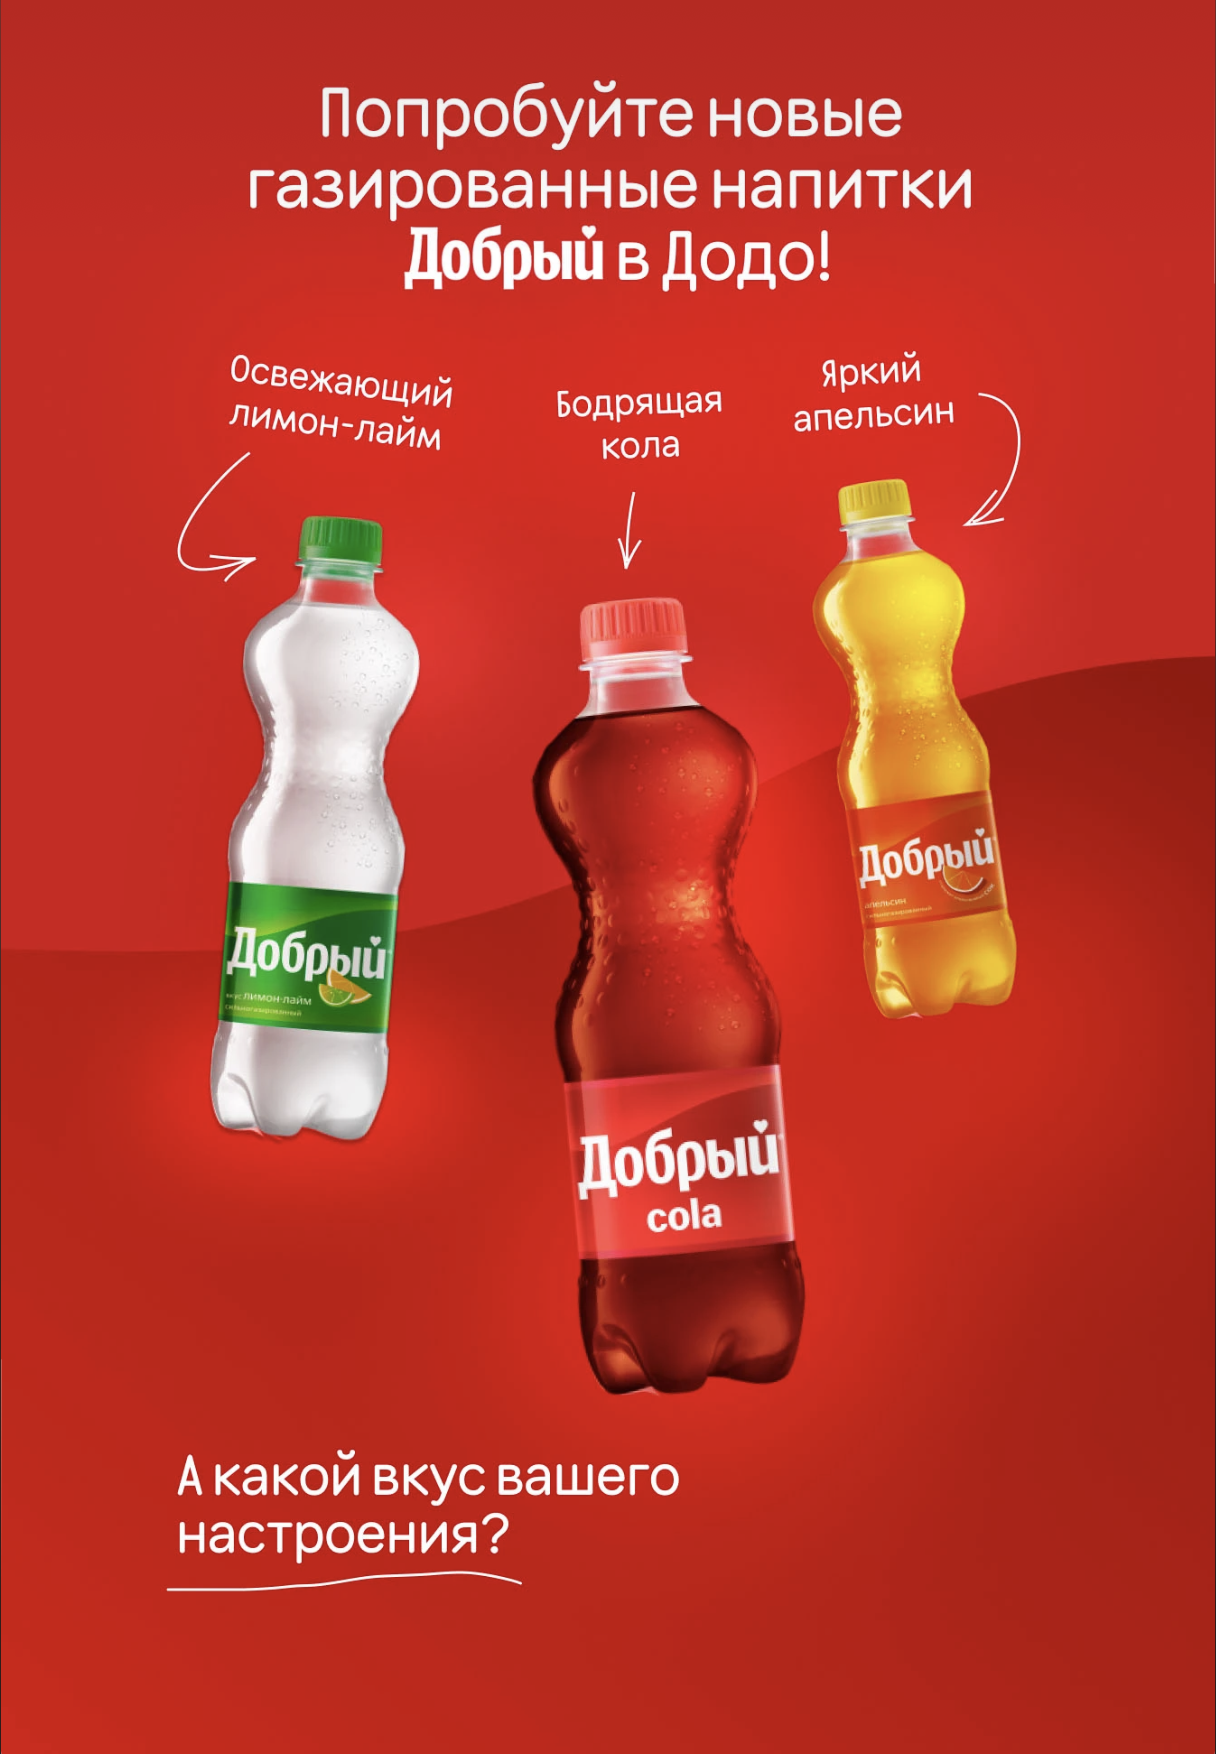 Попробуйте новые
газированные напитки
Добрый в Додо!
Освежающий
лимон-лайм
Бодрящая
кола
Яркий
апельсин
Добрый
вкус лимон-лайм
сильногазированный
Добрый
cola
Добрый
апельсин
сильногазированный
А какой вкус вашего
настроения?